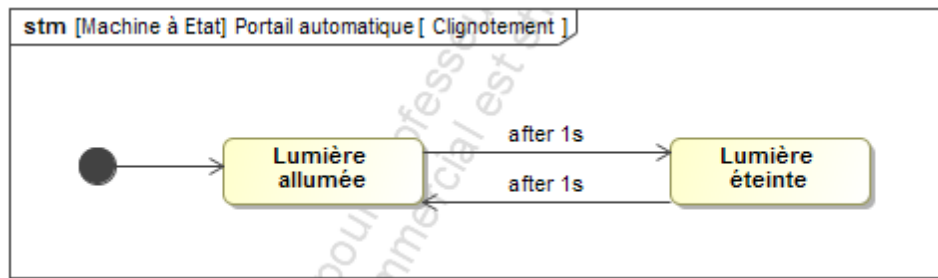 stm [Machine à Etat] Portail automatique [ Clignotement ]
Lumière
allumée
after 1s
after 1s
Lumière
éteinte